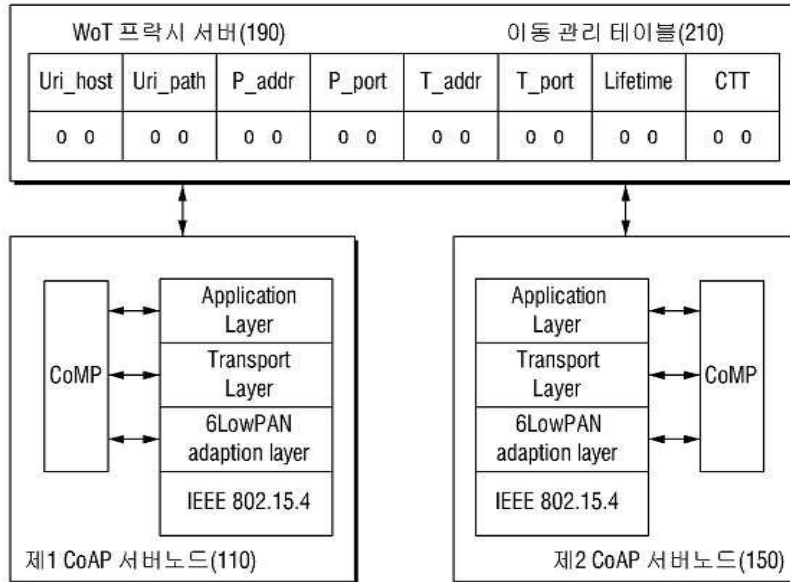 WoT 프락시 서버(190) 이동 관리 테이블(210)
Uri_host Uri_path P_addr P_port T_addr T_port Lifetime CTT
0 0 0 0 0 0 0 0 0 0 0 0 0 0 0 0
CoMP
Application
Layer
Transport
Layer
6LowPAN
adaption layer
IEEE 802.15.4
제1 CoAP 서버노드(110)
Application
Layer
Transport
Layer
6LowPAN
adaption layer
IEEE 802.15.4
CoMP
제2 CoAP 서버노드(150)